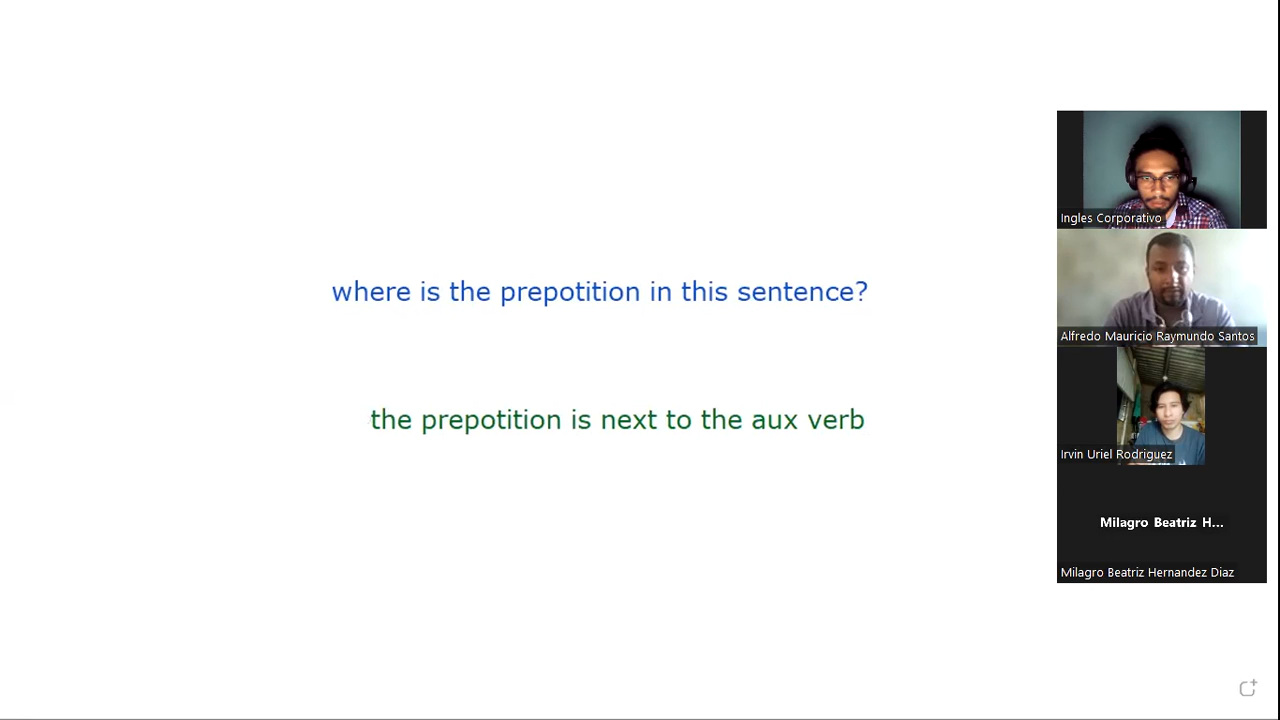 where is the prepotition in this sentence?
the prepotition is next to the aux verb
Ingles Corporativo
Alfredo Mauricio Raymundo Santos
Irvin Uriel Rodriguez
Milagro Beatriz H...
Milagro Beatriz Hernandez Diaz